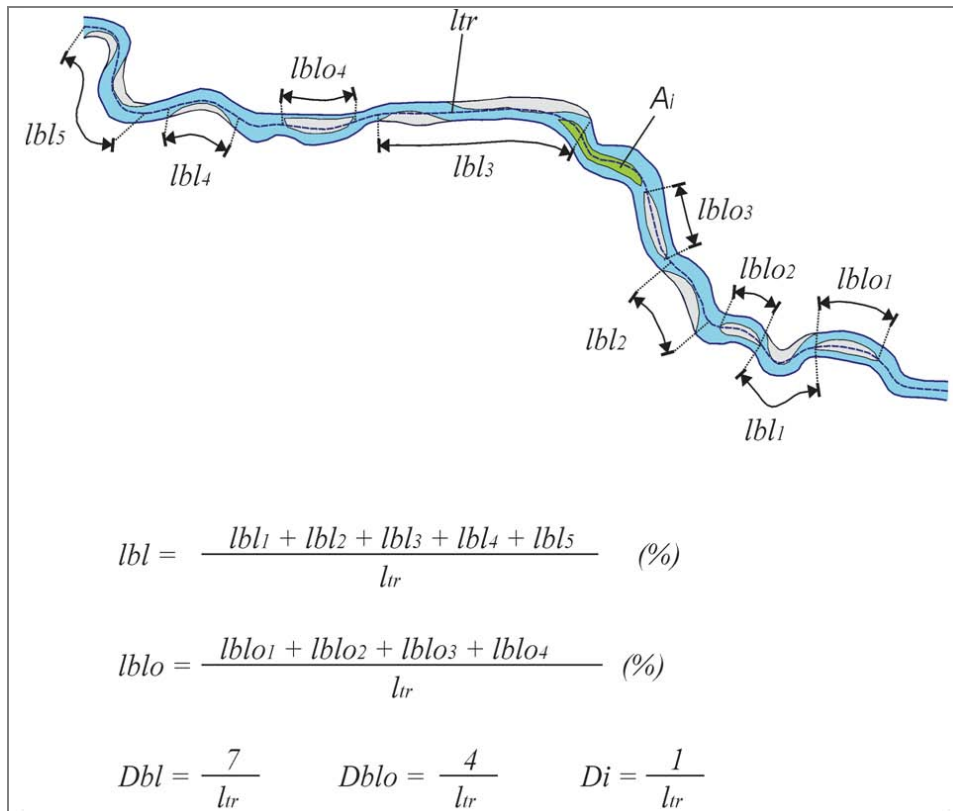 ltr
lblo4
Ai
lbl5
lbl4
lbl3
lblo3
lblo2
lblo1
lbl2
lbl1
lbl = lbl1 + lbl2 + lbl3 + lbl4 + lbl5 / ltr (%)
lblo = lblo1 + lblo2 + lblo3 + lblo4 / ltr (%)
Dbl = 7 / ltr Dblo = 4 / ltr Di = 1 / ltr